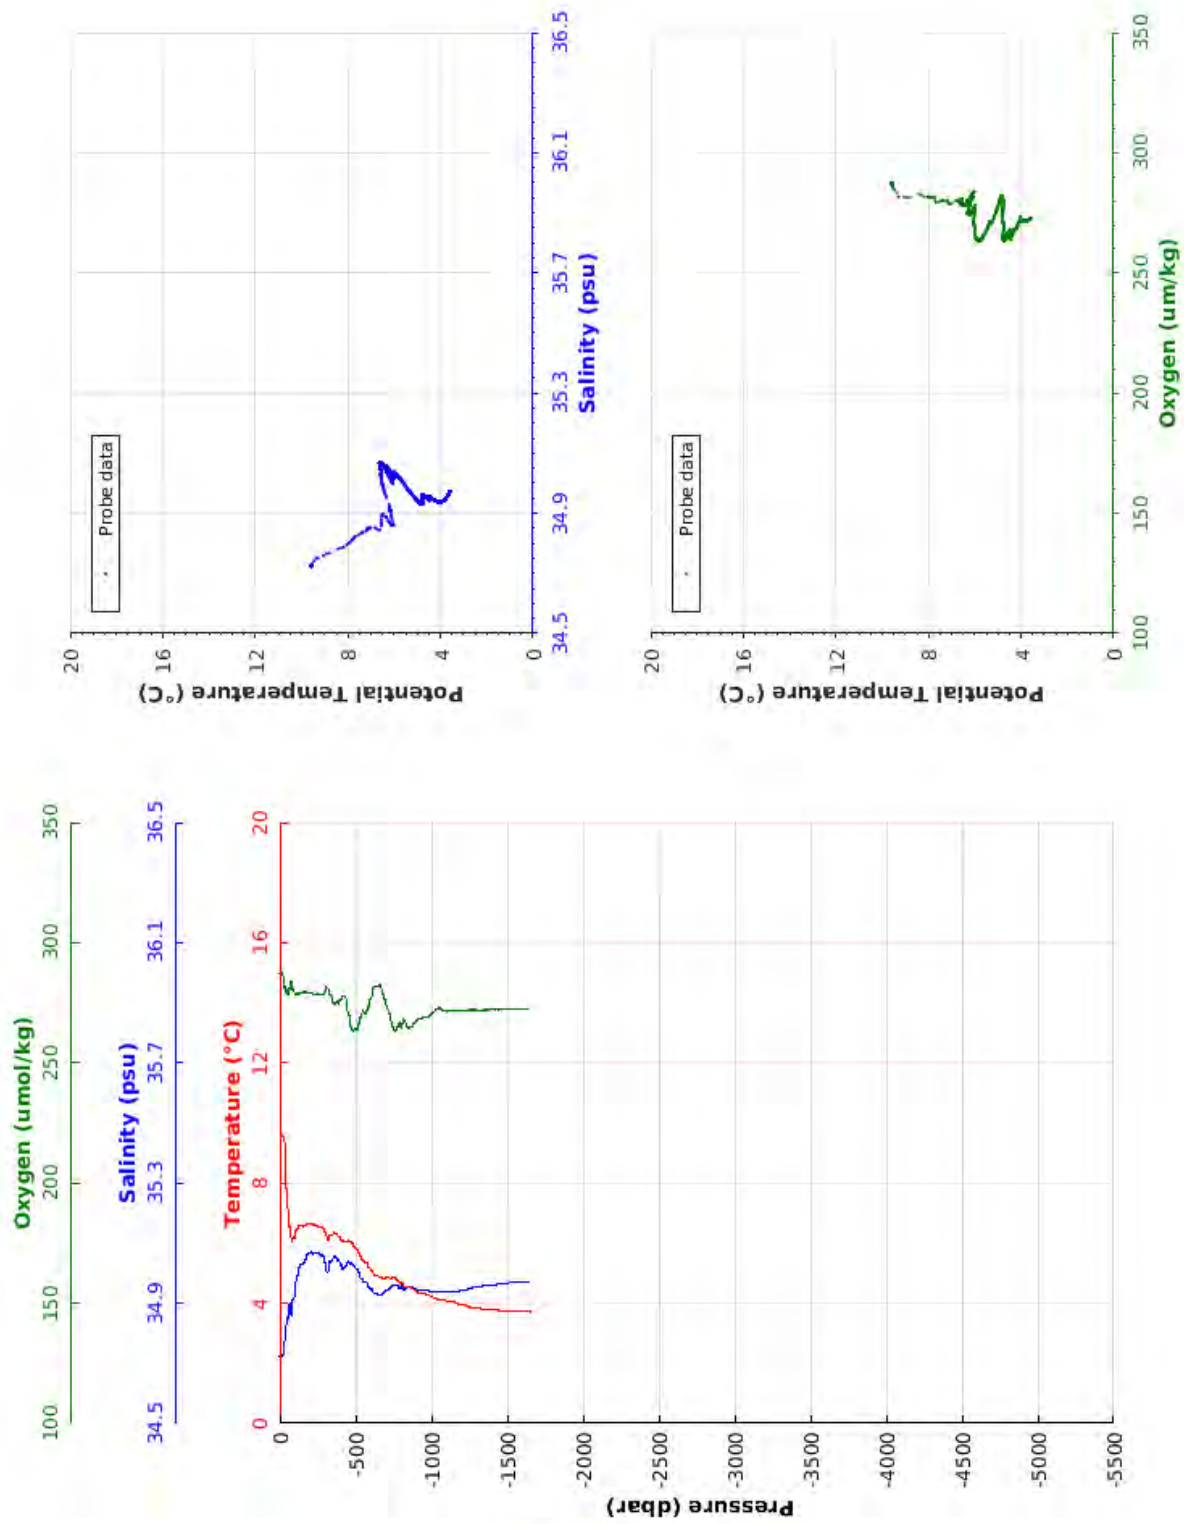 Oxygen (umol/kg)
100 150 200 250 300 350
Salinity (psu)
34.5 34.9 35.3 35.7 36.1 36.5
Temperature (°C)
0 4 8 12 16 20
Pressure (dbar)
0
-500
-1000
-1500
-2000
-2500
-3000
-3500
-4000
-4500
-5000
-5500
Potential Temperature (°C)
20
16
12
8
4
0
Probe data
34.5 34.9 35.3 35.7 36.1 36.5
Salinity (psu)
Potential Temperature (°C)
20
16
12
8
4
0
Probe data
100 150 200 250 300 350
Oxygen (um/kg)